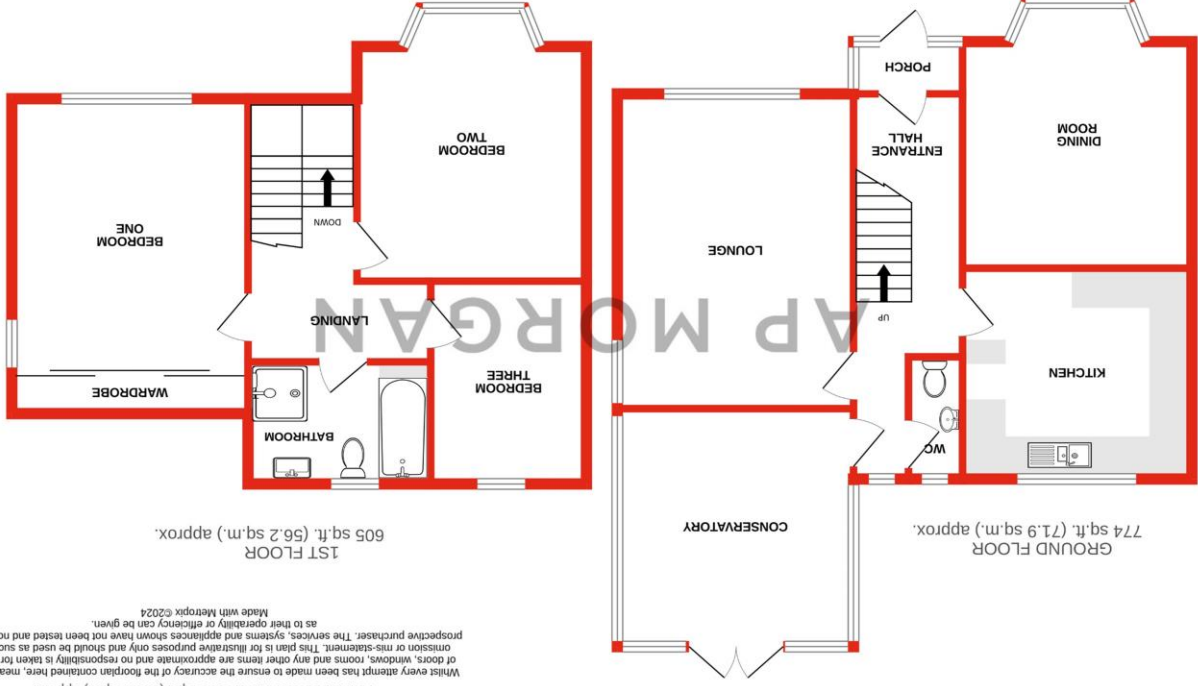 GROUND FLOOR
774 sq.ft. (71.9 sq.m.) approx.
CONSERVATORY
WC
KITCHEN
UP
LOUNGE
ENTRANCE
HALL
DINING
ROOM
PORCH
1ST FLOOR
605 sq.ft. (56.2 sq.m.) approx.
BATHROOM
WARDROBE
BEDROOM
THREE
LANDING
BEDROOM
ONE
DOWN
BEDROOM
TWO
AP MORGAN
Whilst every attempt has been made to ensure the accuracy of the floorplan contained here, mea
of doors, windows, rooms and any other items are approximate and no responsibility is taken for
omission or mis-statement. This plan is for illustrative purposes only and should be used as suc
prospective purchaser. The services, systems and appliances shown have not been tested and no
as to their operability or efficiency can be given.
Made with Metropix ©2024